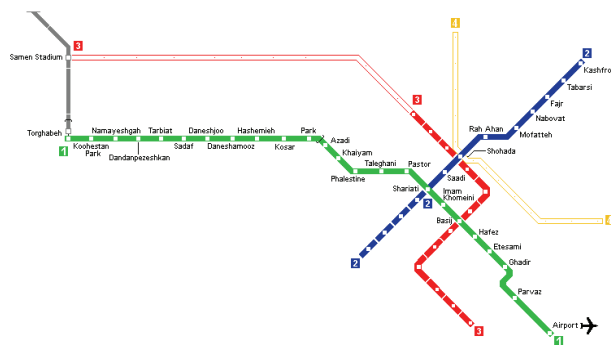 4
2
3
Samen Stadium
Kashfro
Tabarsi
3
Fajr
Nabovat
Torghabeh
Namayeshgah
Tarbiat
Daneshjoo
Hashemieh
Park
Azadi
Rah Ahan
Mofatteh
1
Koohestan
Park
Sadaf
Daneshamooz
Kosar
Khaiyam
Shohada
Dandanpezeshkan
Taleghani
Pastor
Phalestine
Saadi
Shariati
Imam
Khomeini
2
Basij
4
Hafez
2
Etesami
Ghadir
Parvaz
3
Airport
1